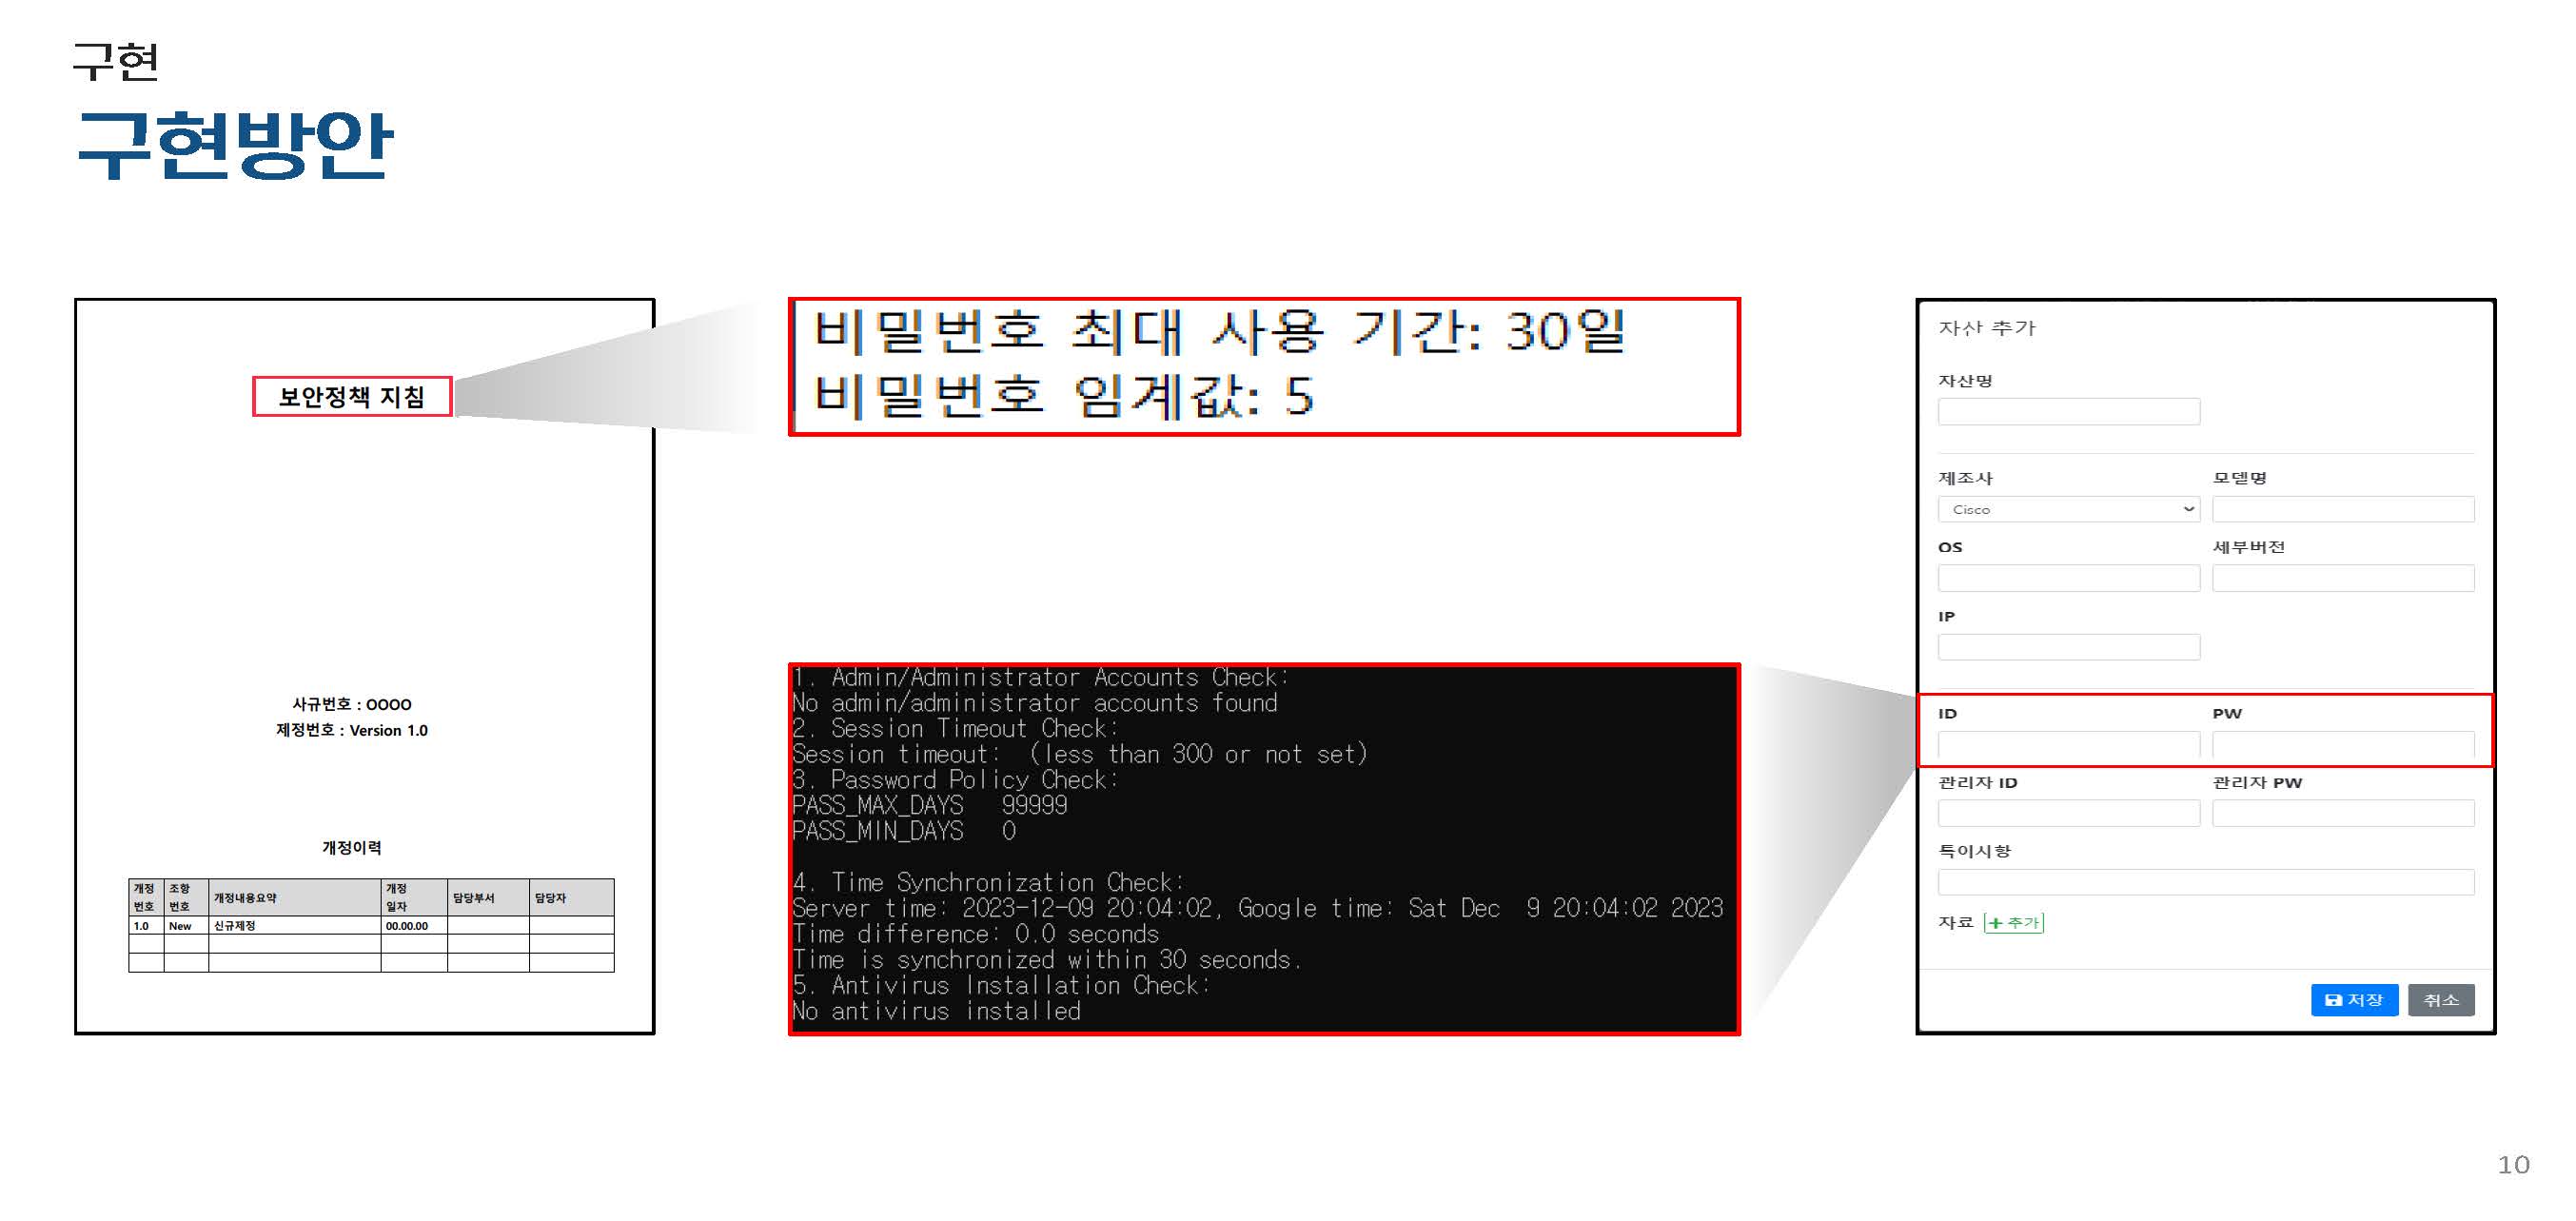 구현
구현방안
보안정책 지침
사규번호 : OOOO
제정번호 : Version 1.0
개정이력
개정번호 조항번호 개정내용요약 개정일자 담당부서 담당자
1.0 New 신규제정 00.00.00
비밀번호 최대 사용 기간: 30일
비밀번호 임계값: 5
1. Admin/Administrator Accounts Check:
No admin/administrator accounts found
2. Session Timeout Check:
Session timeout:  (less than 300 or not set)
3. Password Policy Check:
PASS_MAX_DAYS   99999
PASS_MIN_DAYS   0
4. Time Synchronization Check:
Server time: 2023-12-09 20:04:02, Google time: Sat Dec  9 20:04:02 2023
Time difference: 0.0 seconds
Time is synchronized within 30 seconds.
5. Antivirus Installation Check:
No antivirus installed
자산 추가
자산명
제조사 모델명
Cisco
OS 세부버전
IP
ID PW
관리자 ID 관리자 PW
특이시항
자료 + 추가
저장 취소
10